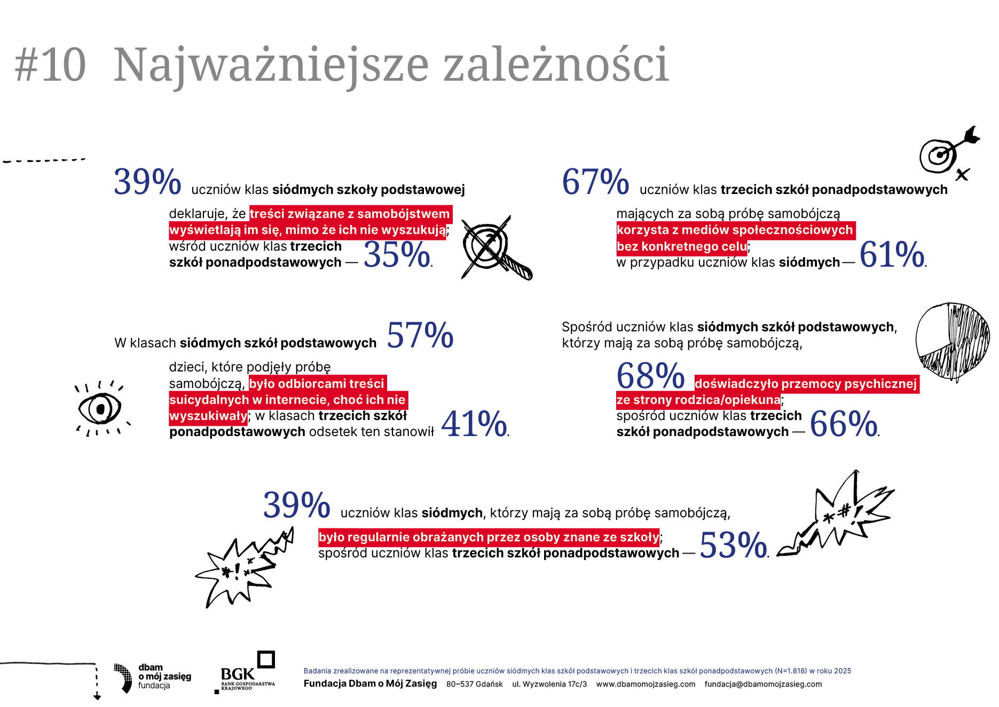 #10 Najważniejsze zależności
39% uczniów klas siódmych szkoły podstawowej
deklaruje, że treści związane z samobójstwem
wyświetlają im się, mimo że ich nie wyszukują;
wśród uczniów klas trzecich
szkół ponadpodstawowych — 35%.
67% uczniów klas trzecich szkół ponadpodstawowych
mających za sobą próbę samobójczą
korzysta z mediów społecznościowych
bez konkretnego celu;
w przypadku uczniów klas siódmych — 61%.
W klasach siódmych szkół podstawowych 57%
dzieci, które podjęły próbę
samobójczą, było odbiorcami treści
suicydalnych w internecie, choć ich nie
wyszukiwały; w klasach trzecich szkół
ponadpodstawowych odsetek ten stanowił 41%.
Spośród uczniów klas siódmych szkół podstawowych,
którzy mają za sobą próbę samobójczą,
68% doświadczyło przemocy psychicznej
ze strony rodzica/opiekuna;
spośród uczniów klas trzecich
szkół ponadpodstawowych — 66%.
39% uczniów klas siódmych, którzy mają za sobą próbę samobójczą,
było regularnie obrażanych przez osoby znane ze szkoły;
spośród uczniów klas trzecich szkół ponadpodstawowych — 53%.
dbam
o mój zasięg
fundacja
BGK
BANK GOSPODARSTWA
KRAJOWEGO
Badania zrealizowane na reprezentatywnej próbie uczniów siódmych klas szkół podstawowych i trzecich klas szkół ponadpodstawowych (N=1.818) w roku 2025
Fundacja Dbam o Mój Zasięg 80–537 Gdańsk ul. Wyzwolenia 17c/3 www.dbamomojzasieg.com fundacja@dbamomojzasieg.com